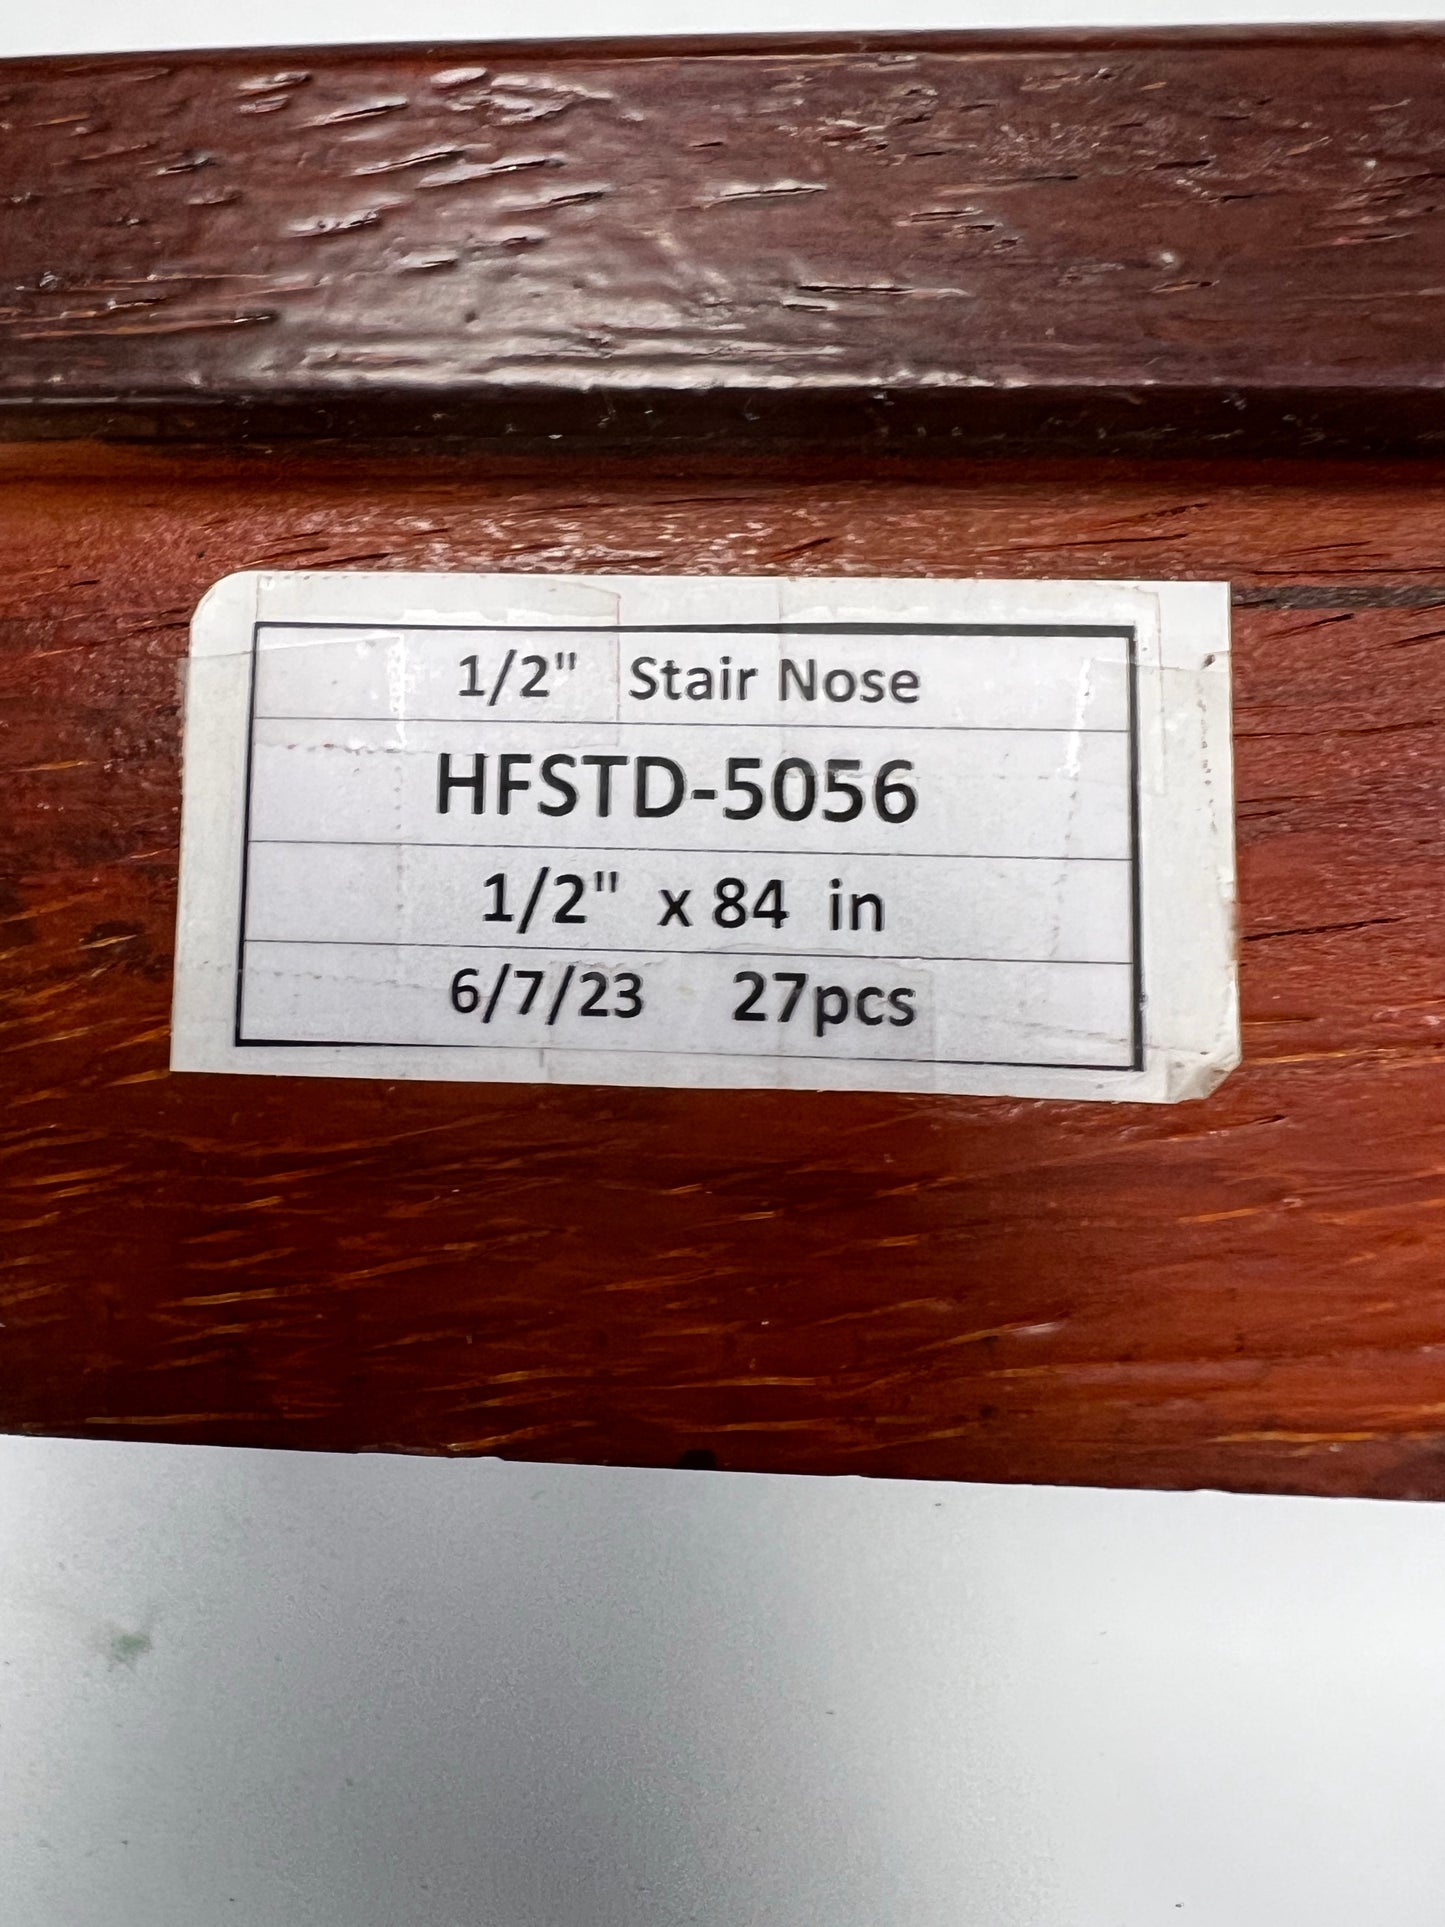 1/2" Stair Nose
HFSTD-5056
1/2" x 84 in
6/7/23 27pcs